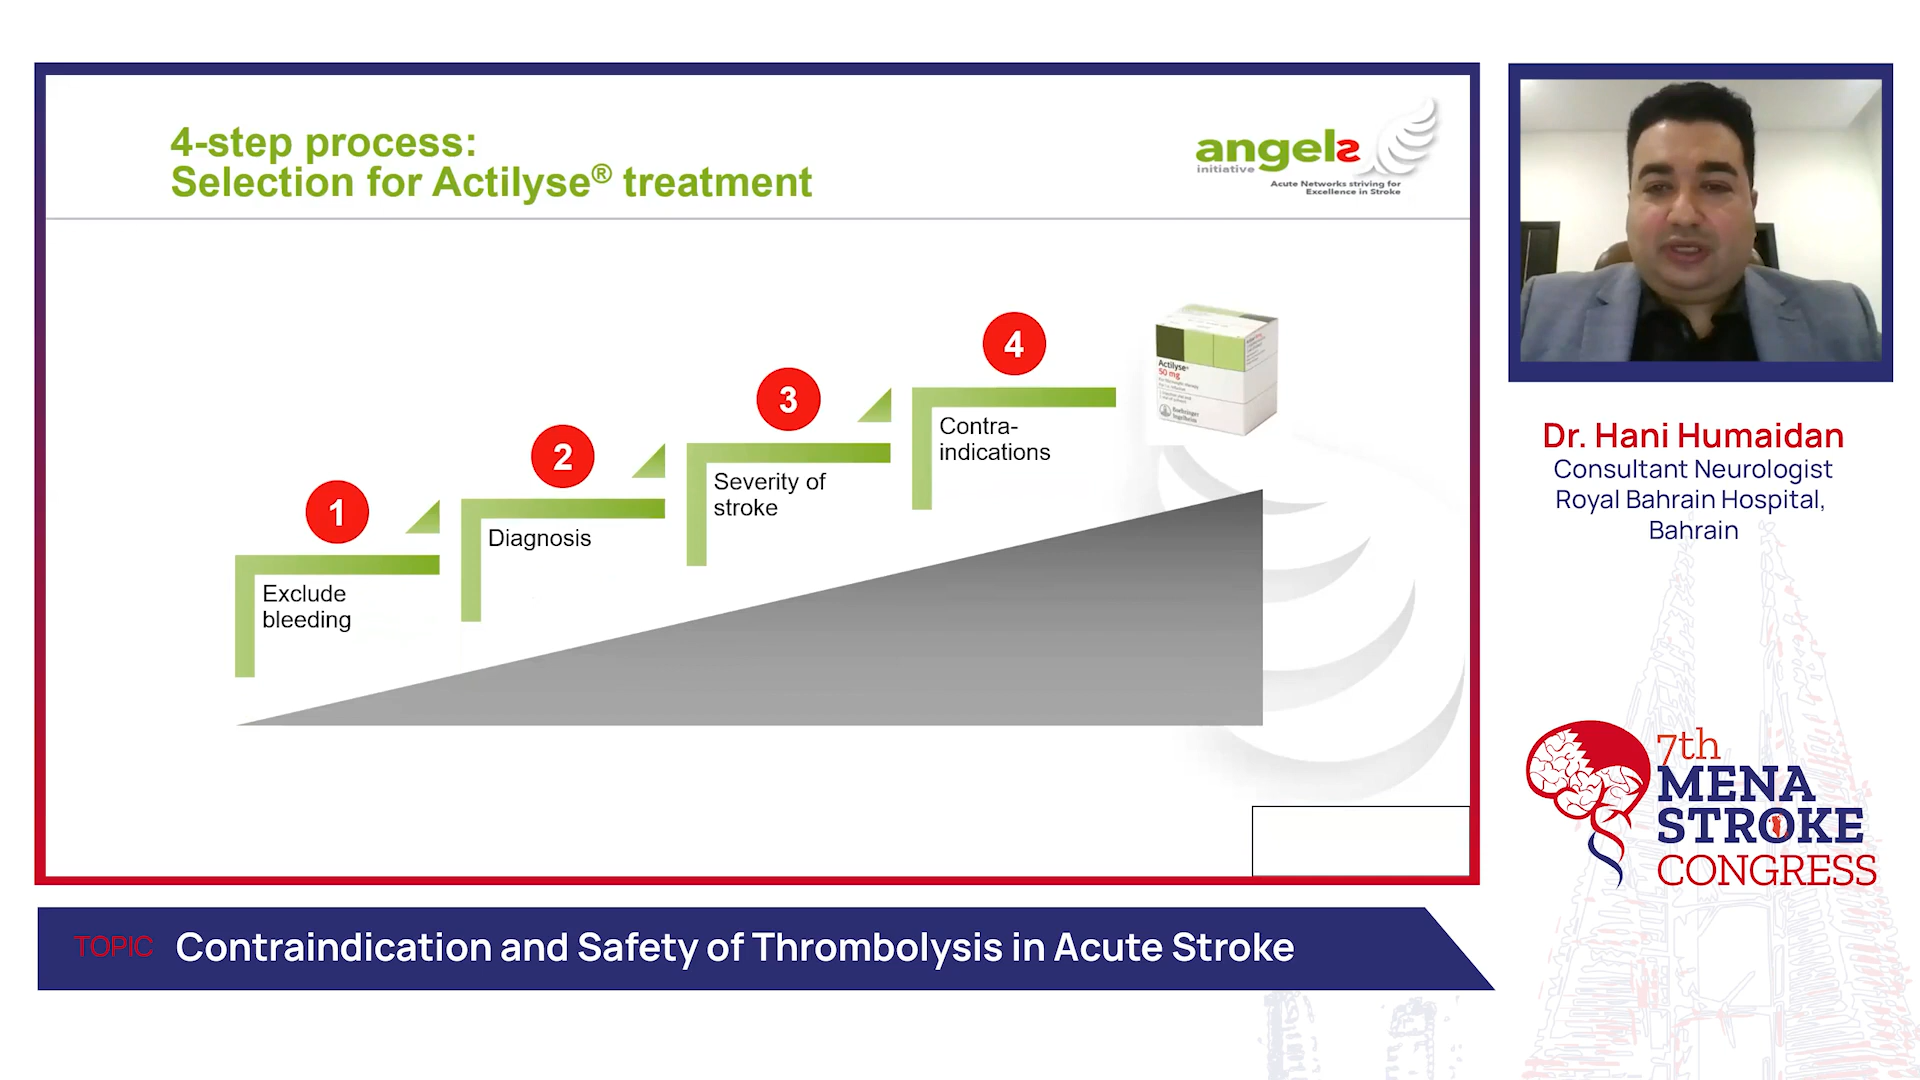 4-step process:
Selection for Actilyse® treatment
angels
initiative
Acute Networks striving for
Excellence in Stroke
1
Exclude
bleeding
2
Diagnosis
3
Severity of
stroke
4
Contra-
indications
Actilyse®
50 mg
Boehringer
Ingelheim
Dr. Hani Humaidan
Consultant Neurologist
Royal Bahrain Hospital,
Bahrain
7th
MENA
STROKE
CONGRESS
TOPIC Contraindication and Safety of Thrombolysis in Acute Stroke